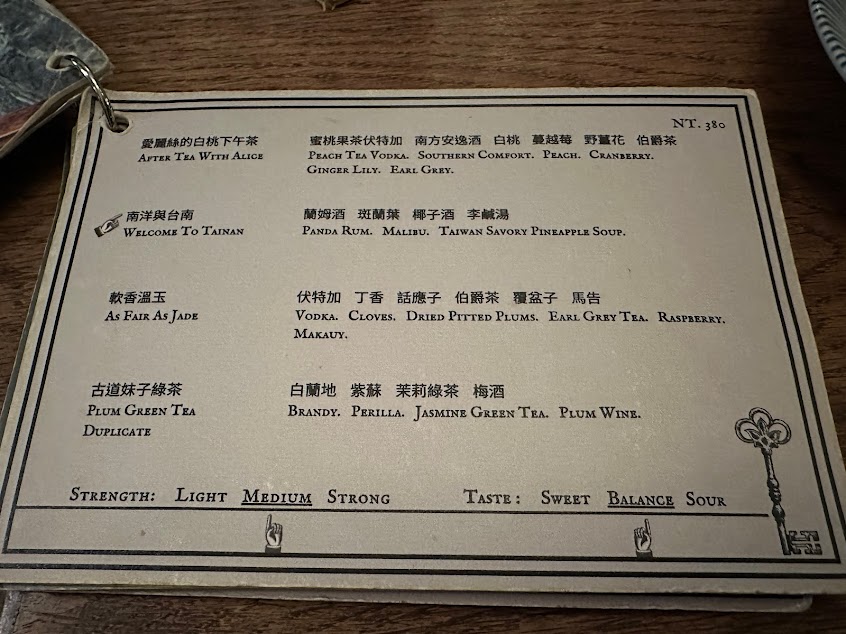 NT. 380
愛麗絲的白桃下午茶 蜜桃果茶伏特加 南方安逸酒 白桃 蔓越莓 野薑花 伯爵茶
After Tea With Alice Peach Tea Vodka. Southern Comfort. Peach. Cranberry.
Ginger Lily. Earl Grey.
南洋與台南 蘭姆酒 斑蘭葉 椰子酒 李鹹湯
Welcome To Tainan Panda Rum. Malibu. Taiwan Savory Pineapple Soup.
軟香溫玉 伏特加 丁香 話應子 伯爵茶 覆盆子 馬告
As Fair As Jade Vodka. Cloves. Dried Pitted Plums. Earl Grey Tea. Raspberry.
Makauy.
古道妹子綠茶 白蘭地 紫蘇 茉莉綠茶 梅酒
Plum Green Tea Brandy. Perilla. Jasmine Green Tea. Plum Wine.
Duplicate
Strength: Light Medium Strong Taste: Sweet Balance Sour